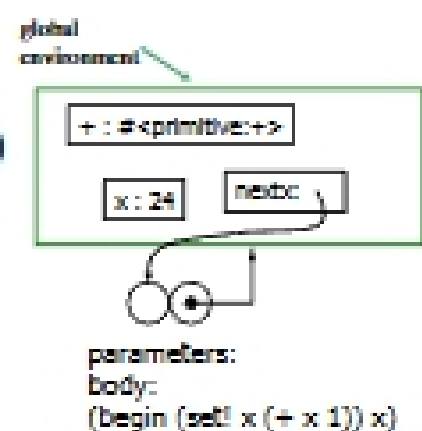 global
environment
+ : #<primitive:+>
x : 24
nextx:
parameters:
body:
(begin (set! x (+ x 1)) x)